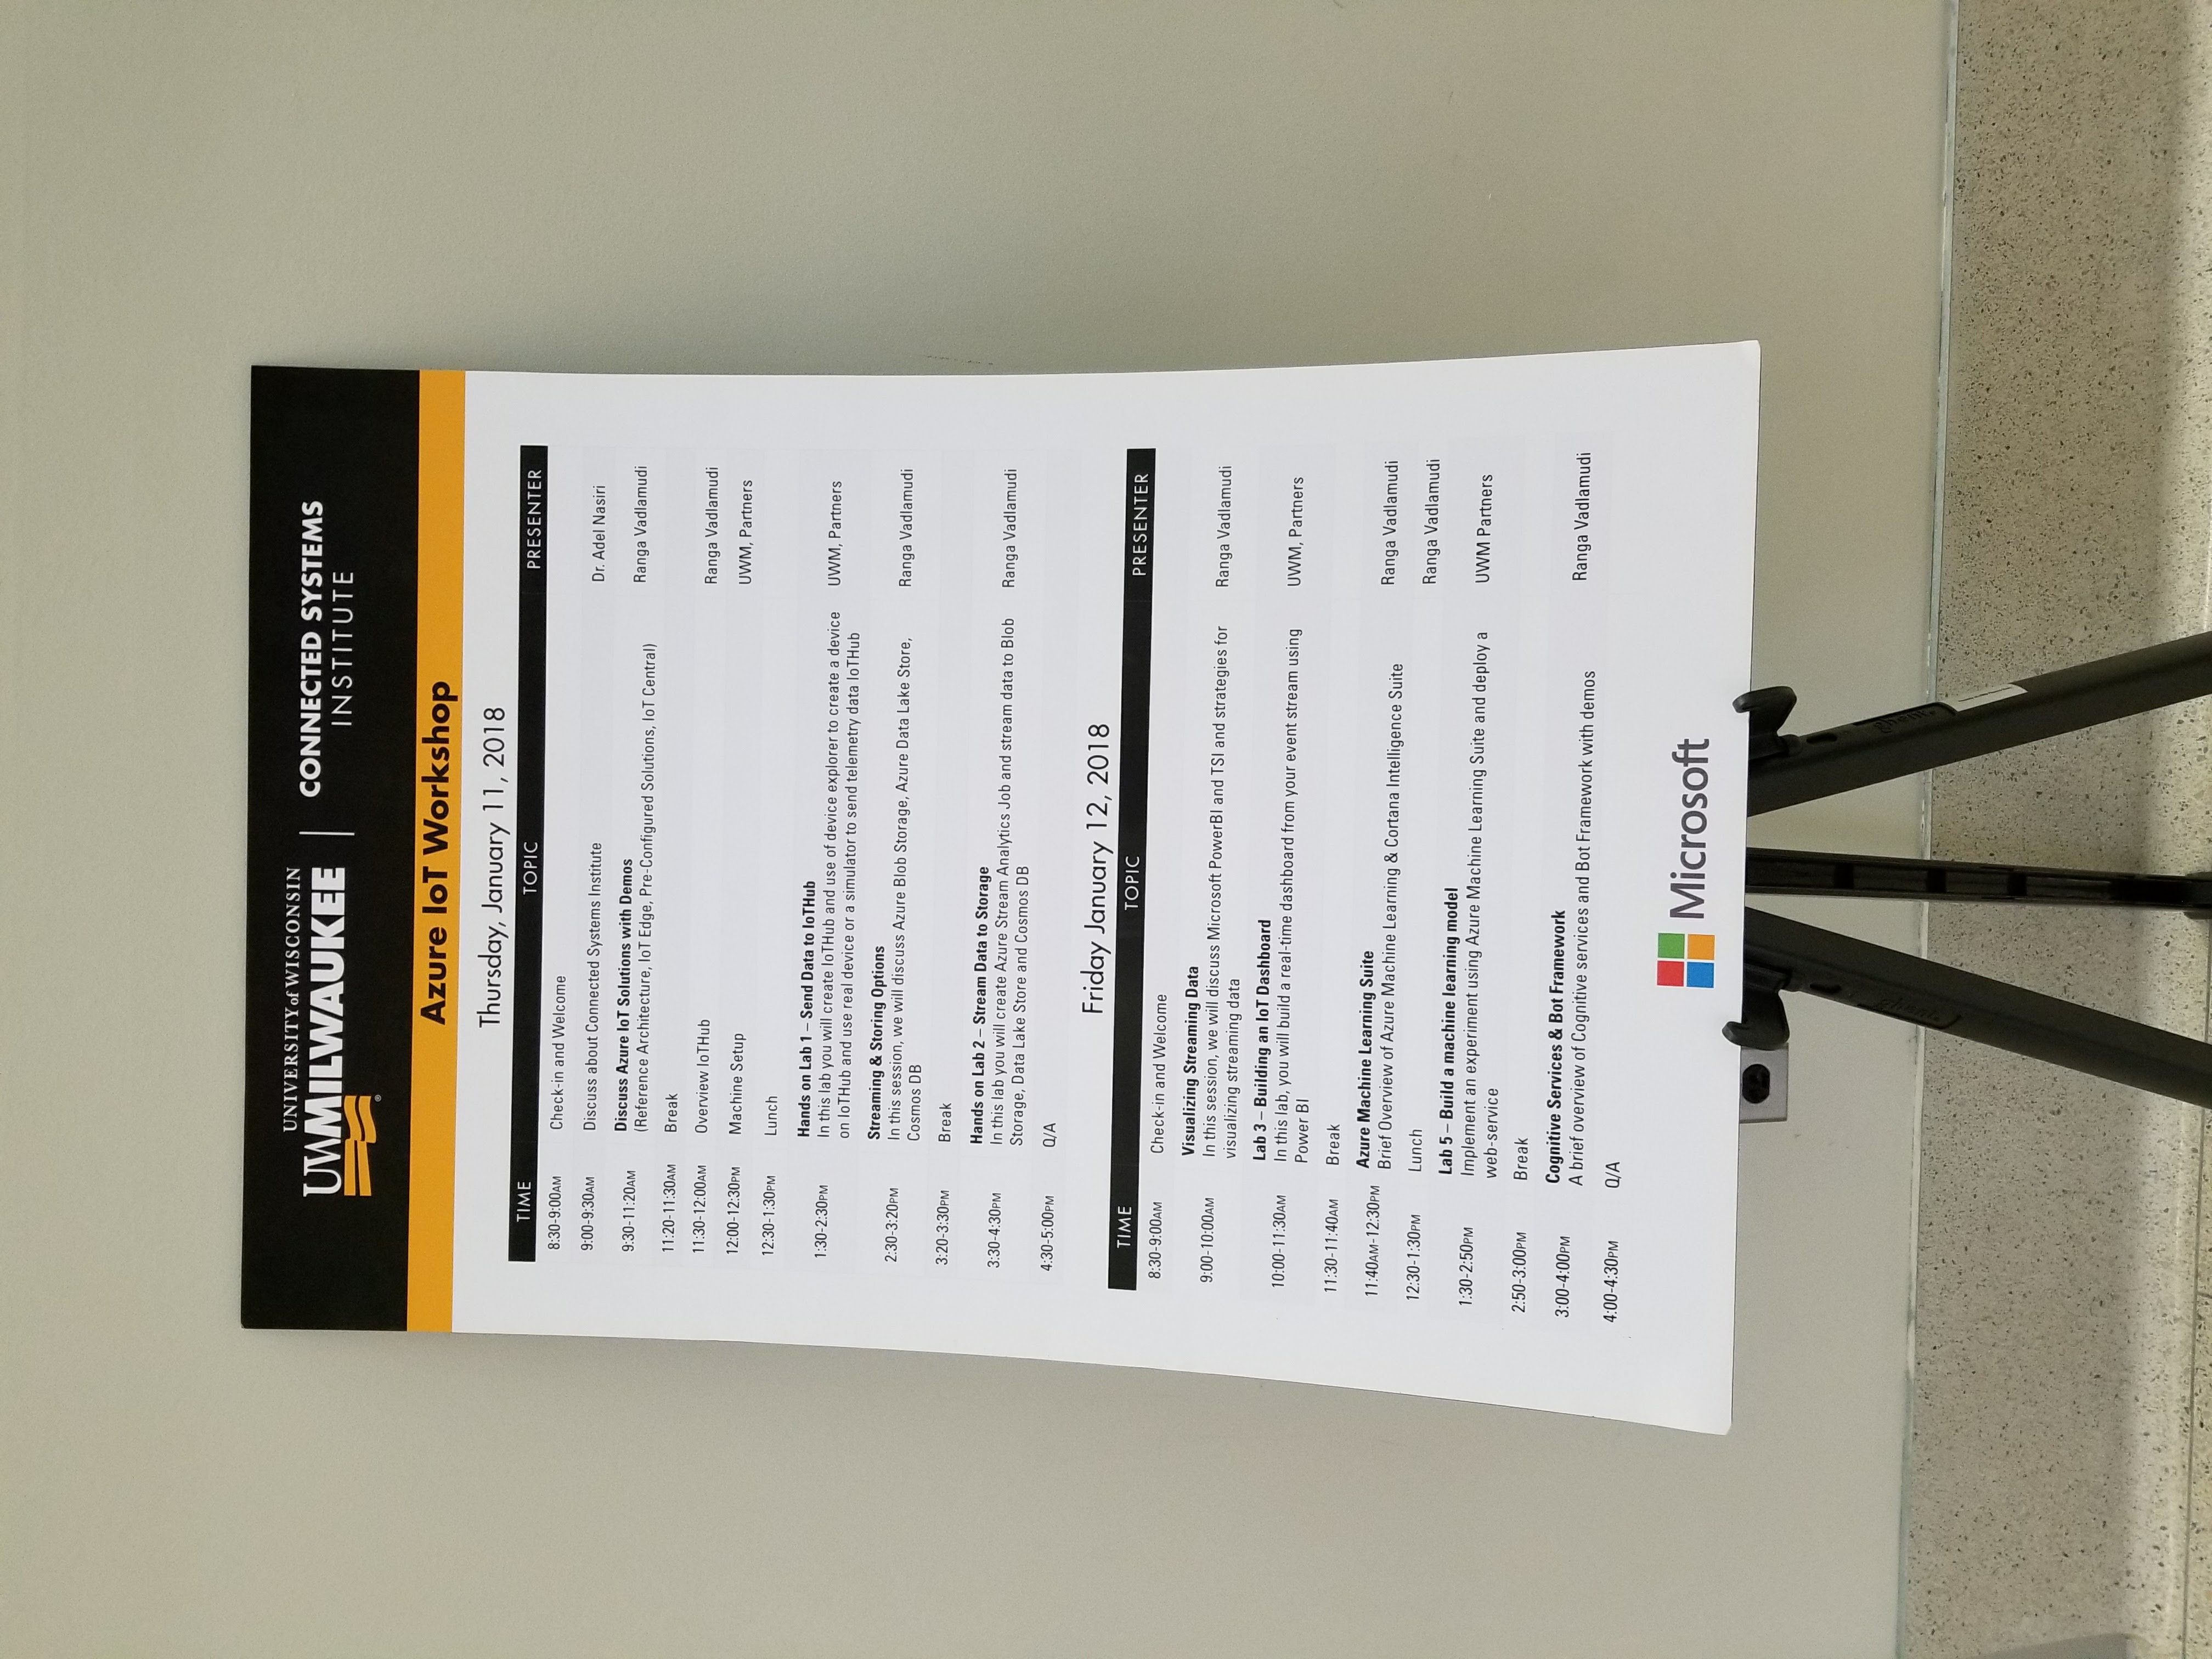 UNIVERSITY of WISCONSIN
UWMILWAUKEE
®
CONNECTED SYSTEMS
INSTITUTE
Azure IoT Workshop
Thursday, January 11, 2018
TIME TOPIC PRESENTER
8:30-9:00AM Check-in and Welcome
9:00-9:30AM Discuss about Connected Systems Institute Dr. Adel Nasiri
9:30-11:20AM Discuss Azure IoT Solutions with Demos
(Reference Architecture, IoT Edge, Pre-Configured Solutions, IoT Central) Ranga Vadlamudi
11:20-11:30AM Break
11:30-12:00AM Overview IoTHub Ranga Vadlamudi
12:00-12:30PM Machine Setup UWM, Partners
12:30-1:30PM Lunch
Hands on Lab 1 – Send Data to IoTHub
1:30-2:30PM In this lab you will create IoTHub and use of device explorer to create a device UWM, Partners
on IoTHub and use real device or a simulator to send telemetry data IoTHub
Streaming & Storing Options
2:30-3:20PM In this session, we will discuss Azure Blob Storage, Azure Data Lake Store, Ranga Vadlamudi
Cosmos DB
3:20-3:30PM Break
Hands on Lab 2 – Stream Data to Storage
3:30-4:30PM In this lab you will create Azure Stream Analytics Job and stream data to Blob Ranga Vadlamudi
Storage, Data Lake Store and Cosmos DB
4:30-5:00PM Q/A
Friday January 12, 2018
TIME TOPIC PRESENTER
8:30-9:00AM Check-in and Welcome
Visualizing Streaming Data
9:00-10:00AM In this session, we will discuss Microsoft PowerBI and TSI and strategies for Ranga Vadlamudi
visualizing streaming data
Lab 3 – Building an IoT Dashboard
10:00-11:30AM In this lab, you will build a real-time dashboard from your event stream using UWM, Partners
Power BI
11:30-11:40AM Break
11:40AM-12:30PM Azure Machine Learning Suite
Brief Overview of Azure Machine Learning & Cortana Intelligence Suite Ranga Vadlamudi
12:30-1:30PM Lunch Ranga Vadlamudi
Lab 5 – Build a machine learning model
1:30-2:50PM Implement an experiment using Azure Machine Learning Suite and deploy a UWM Partners
web-service
2:50-3:00PM Break
3:00-4:00PM Cognitive Services & Bot Framework
A brief overview of Cognitive services and Bot Framework with demos Ranga Vadlamudi
4:00-4:30PM Q/A
Microsoft